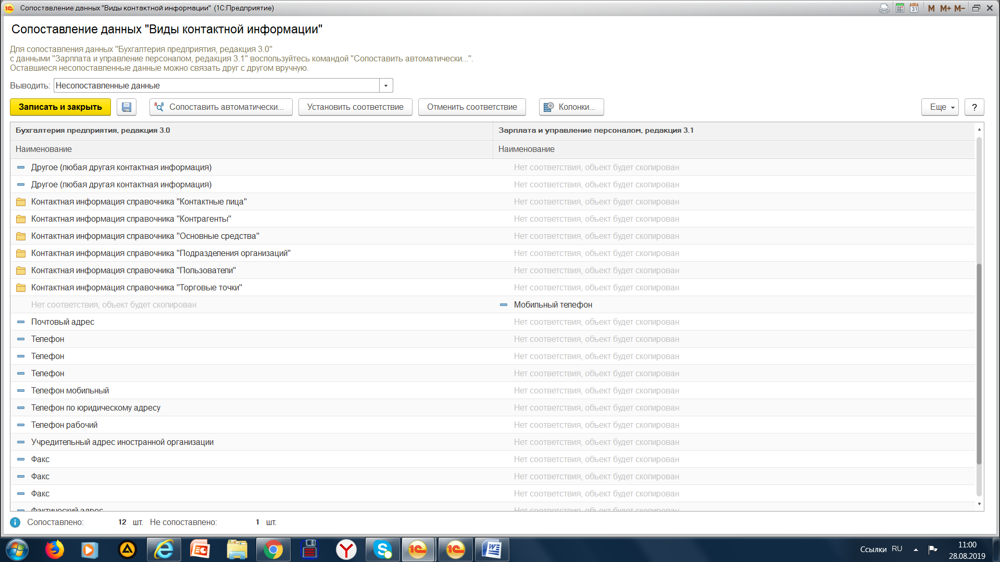 Сопоставление данных "Виды контактной информации" (1С:Предприятие)
31 M M+ M−
Сопоставление данных "Виды контактной информации"
Для сопоставления данных "Бухгалтерия предприятия, редакция 3.0"
с данными "Зарплата и управление персоналом, редакция 3.1" воспользуйтесь командой "Сопоставить автоматически...".
Оставшиеся несопоставленные данные можно связать друг с другом вручную.
Выводить: Несопоставленные данные
Записать и закрыть Сопоставить автоматически... Установить соответствие Отменить соответствие Колонки... Еще ?
Бухгалтерия предприятия, редакция 3.0 Зарплата и управление персоналом, редакция 3.1
Наименование Наименование
Другое (любая другая контактная информация) Нет соответствия, объект будет скопирован
Другое (любая другая контактная информация) Нет соответствия, объект будет скопирован
Контактная информация справочника "Контактные лица" Нет соответствия, объект будет скопирован
Контактная информация справочника "Контрагенты" Нет соответствия, объект будет скопирован
Контактная информация справочника "Основные средства" Нет соответствия, объект будет скопирован
Контактная информация справочника "Подразделения организаций" Нет соответствия, объект будет скопирован
Контактная информация справочника "Пользователи" Нет соответствия, объект будет скопирован
Контактная информация справочника "Торговые точки" Нет соответствия, объект будет скопирован
Нет соответствия, объект будет скопирован Мобильный телефон
Почтовый адрес Нет соответствия, объект будет скопирован
Телефон Нет соответствия, объект будет скопирован
Телефон Нет соответствия, объект будет скопирован
Телефон Нет соответствия, объект будет скопирован
Телефон мобильный Нет соответствия, объект будет скопирован
Телефон по юридическому адресу Нет соответствия, объект будет скопирован
Телефон рабочий Нет соответствия, объект будет скопирован
Учредительный адрес иностранной организации Нет соответствия, объект будет скопирован
Факс Нет соответствия, объект будет скопирован
Факс Нет соответствия, объект будет скопирован
Факс Нет соответствия, объект будет скопирован
Фактический адрес Нет соответствия, объект будет скопирован
Сопоставлено: 12 шт. Не сопоставлено: 1 шт.
Ссылки RU 11:00
28.08.2019